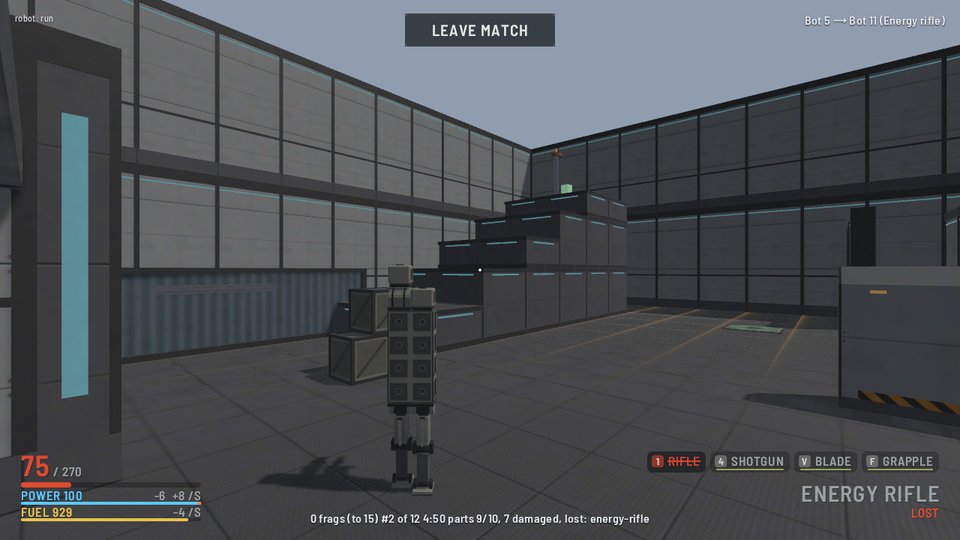 robot: run
LEAVE MATCH
Bot 5 → Bot 11 (Energy rifle)
75 / 270
POWER 100 -6 +8 /S
FUEL 929 -4 /S
1 RIFLE 4 SHOTGUN V BLADE F GRAPPLE
ENERGY RIFLE
LOST
0 frags (to 15) #2 of 12 4:50 parts 9/10, 7 damaged, lost: energy-rifle